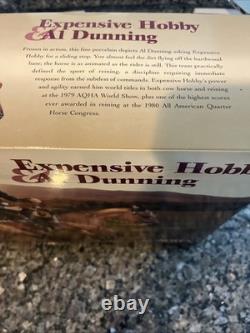 Expensive Hobby
& Al Dunning
Frozen in action, this fine porcelain depicts Al Dunning asking Expensive
Hobby for a sliding stop. You almost feel the dirt flying off the hardwood
base; the horse is as animated as the rider is still. This team practically
defined the sport of reining, a discipline requiring immediate
response from the subtlest of commands. Expensive Hobby's power
and agility earned him world titles in both cow horse and reining
at the 1979 AQHA World Show, plus one of the highest scores
ever awarded in reining at the 1980 All American Quarter
Horse Congress.
Expensive Hobby
& Al Dunning